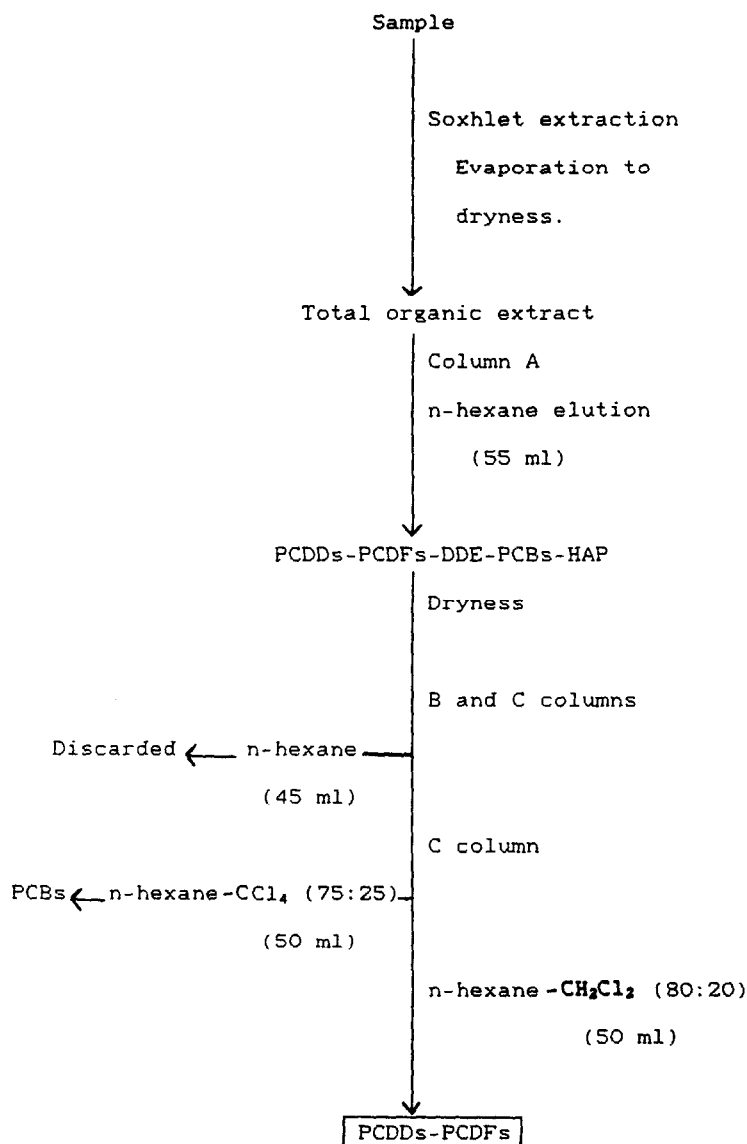 Sample
Soxhlet extraction
Evaporation to
dryness.
Total organic extract
Column A
n-hexane elution
(55 ml)
PCDDs-PCDFs-DDE-PCBs-HAP
Dryness
B and C columns
Discarded n-hexane
(45 ml)
C column
PCBs n-hexane-CCl₄ (75:25)
(50 ml)
n-hexane-CH₂Cl₂ (80:20)
(50 ml)
PCDDs-PCDFs